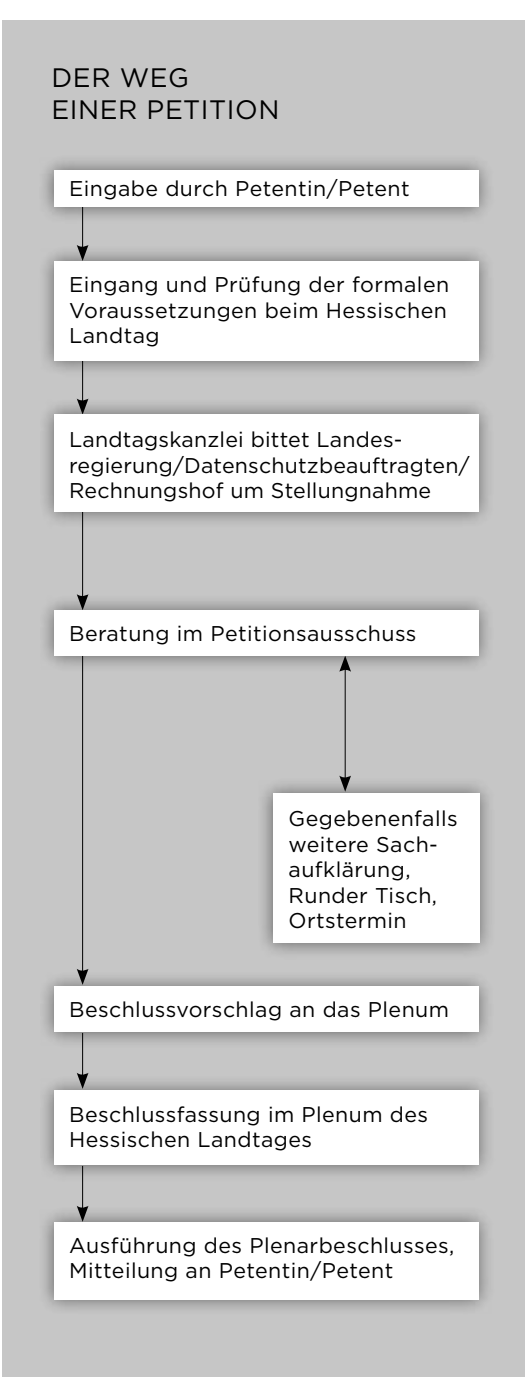 DER WEG
EINER PETITION
Eingabe durch Petentin/Petent
Eingang und Prüfung der formalen
Voraussetzungen beim Hessischen
Landtag
Landtagskanzlei bittet Landes-
regierung/Datenschutzbeauftragten/
Rechnungshof um Stellungnahme
Beratung im Petitionsausschuss
Gegebenenfalls
weitere Sach-
aufklärung,
Runder Tisch,
Ortstermin
Beschlussvorschlag an das Plenum
Beschlussfassung im Plenum des
Hessischen Landtages
Ausführung des Plenarbeschlusses,
Mitteilung an Petentin/Petent